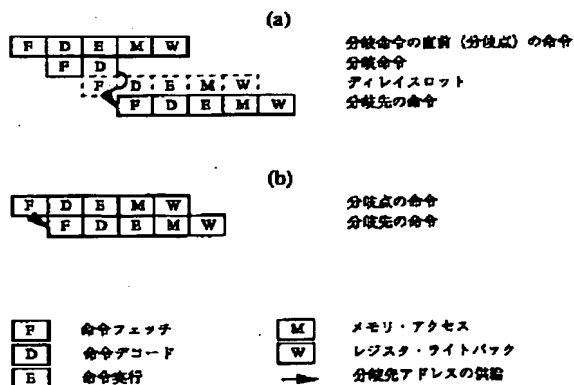 (a)
F D E M W 分岐命令の直前（分岐点）の命令
F D 分岐命令
F D E M W ディレイスロット
F D E M W 分岐先の命令
(b)
F D E M W 分岐点の命令
F D E M W 分岐先の命令
F 命令フェッチ M メモリ・アクセス
D 命令デコード W レジスタ・ライトバック
E 命令実行 分岐先アドレスの供給